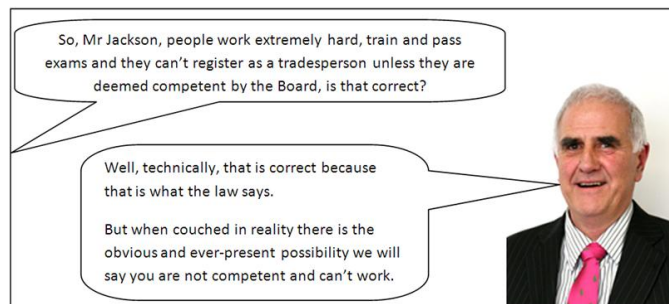 So, Mr Jackson, people work extremely hard, train and pass
exams and they can’t register as a tradesperson unless they are
deemed competent by the Board, is that correct?
Well, technically, that is correct because
that is what the law says.
But when couched in reality there is the
obvious and ever-present possibility we will
say you are not competent and can’t work.